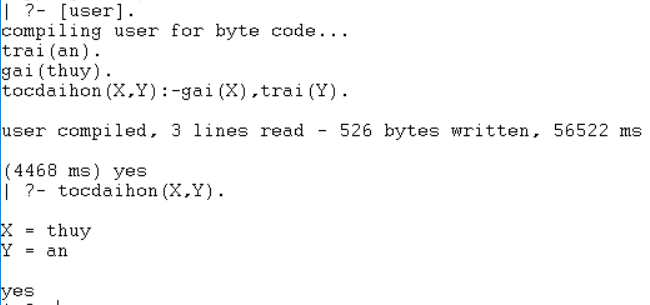 | ?- [user].
compiling user for byte code...
trai(an).
gai(thuy).
tocdaihon(X,Y):-gai(X),trai(Y).
user compiled, 3 lines read - 526 bytes written, 56522 ms
(4468 ms) yes
| ?- tocdaihon(X,Y).
X = thuy
Y = an
yes